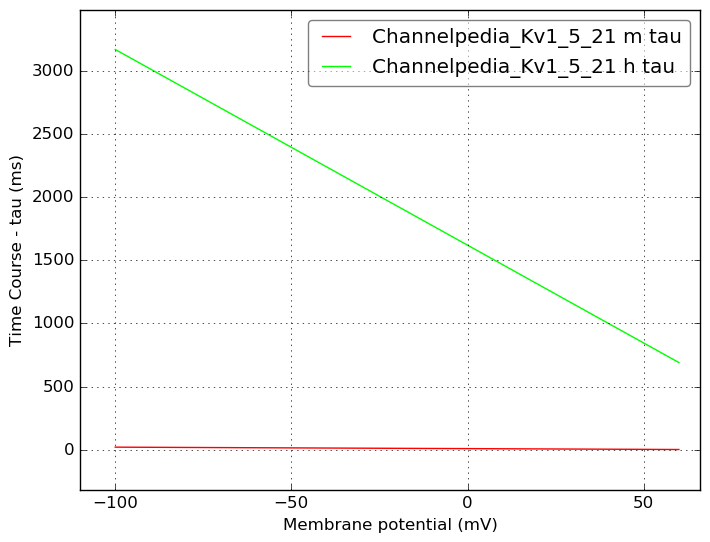 Channelpedia_Kv1_5_21 m tau
Channelpedia_Kv1_5_21 h tau
Time Course - tau (ms)
3000
2500
2000
1500
1000
500
0
−100
−50
0
50
Membrane potential (mV)